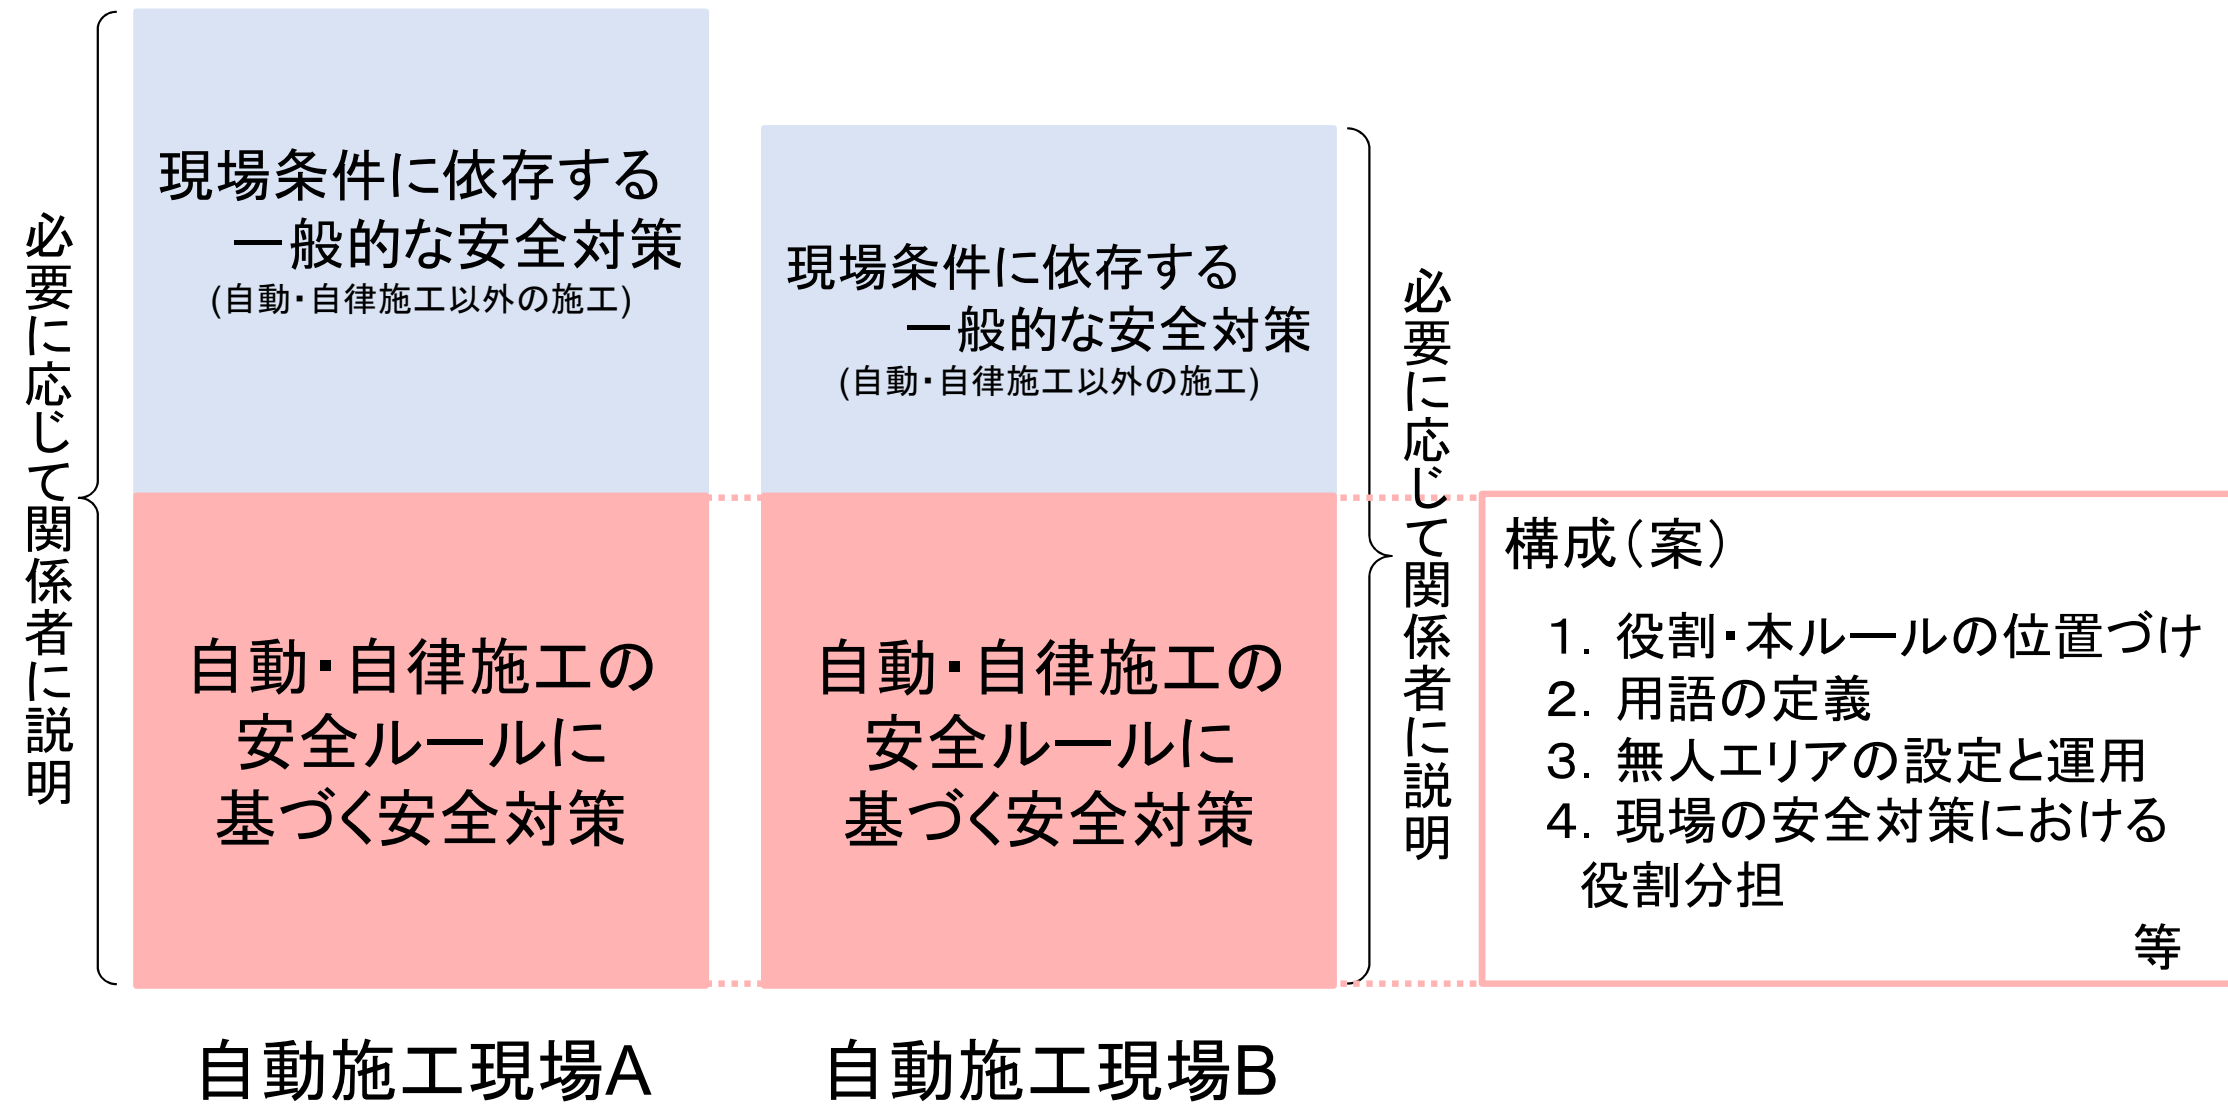 必要に応じて関係者に説明
現場条件に依存する
一般的な安全対策
(自動・自律施工以外の施工)
自動・自律施工の
安全ルールに
基づく安全対策
自動施工現場A
現場条件に依存する
一般的な安全対策
(自動・自律施工以外の施工)
自動・自律施工の
安全ルールに
基づく安全対策
自動施工現場B
必要に応じて関係者に説明
構成（案）
１．役割・本ルールの位置づけ
２．用語の定義
３．無人エリアの設定と運用
４．現場の安全対策における
役割分担
等